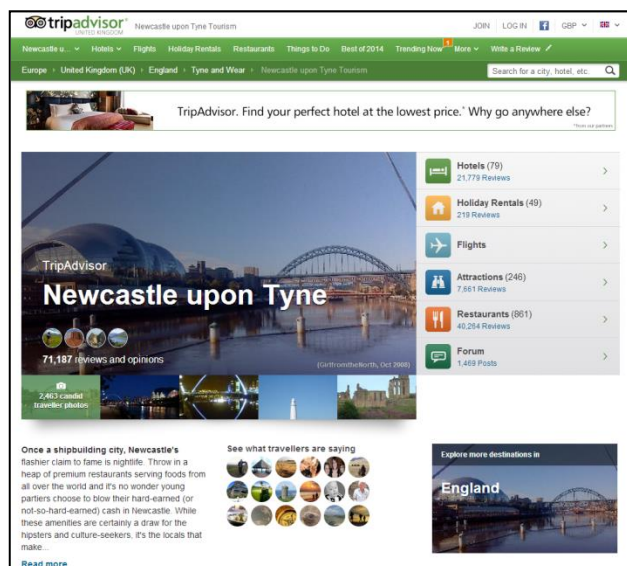 tripadvisor
UNITED KINGDOM
Newcastle upon Tyne Tourism
JOIN LOG IN GBP
Newcastle u... Hotels Flights Holiday Rentals Restaurants Things to Do Best of 2014 Trending Now 1 More Write a Review
Europe › United Kingdom (UK) › England › Tyne and Wear › Newcastle upon Tyne Tourism
Search for a city, hotel, etc.
TripAdvisor. Find your perfect hotel at the lowest price.* Why go anywhere else?
*from our partners
Hotels (79)
21,779 Reviews
Holiday Rentals (49)
219 Reviews
Flights
Attractions (246)
7,661 Reviews
Restaurants (861)
40,264 Reviews
Forum
1,469 Posts
TripAdvisor
Newcastle upon Tyne
71,187 reviews and opinions
(GirlfromtheNorth, Oct 2008)
2,463 candid
traveller photos
Once a shipbuilding city, Newcastle's
flashier claim to fame is nightlife. Throw in a
heap of premium restaurants serving foods from
all over the world and it's no wonder young
partiers choose to blow their hard-earned (or
not-so-hard-earned) cash in Newcastle. While
these amenities are certainly a draw for the
hipsters and culture-seekers, it's the locals that
make...
Read more
See what travellers are saying
Explore more destinations in
England